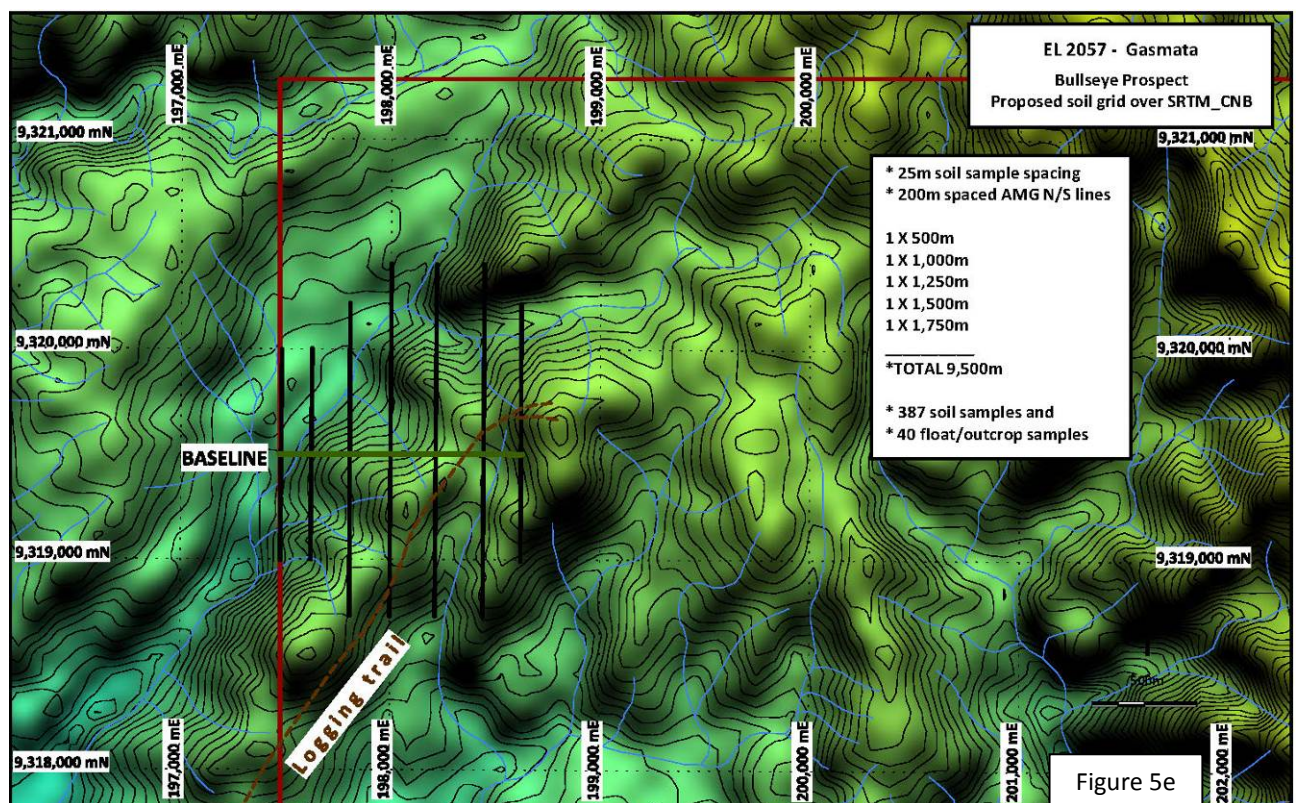 EL 2057 - Gasmata
Bullseye Prospect
Proposed soil grid over SRTM_CNB
197,000 mE
198,000 mE
199,000 mE
200,000 mE
9,321,000 mN
9,321,000 mN
* 25m soil sample spacing
* 200m spaced AMG N/S lines
1 X 500m
1 X 1,000m
1 X 1,250m
1 X 1,500m
1 X 1,750m
__________
*TOTAL 9,500m
* 387 soil samples and
* 40 float/outcrop samples
9,320,000 mN
9,320,000 mN
BASELINE
9,319,000 mN
9,319,000 mN
Logging trail
500m
9,318,000 mN
197,000 mE
198,000 mE
199,000 mE
200,000 mE
201,000 mE
202,000 mE
Figure 5e